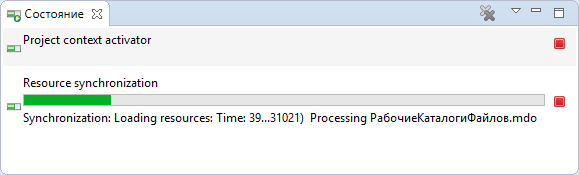 Состояние
Project context activator
Resource synchronization
Synchronization: Loading resources: Time: 39...31021)  Processing РабочиеКаталогиФайлов.mdo